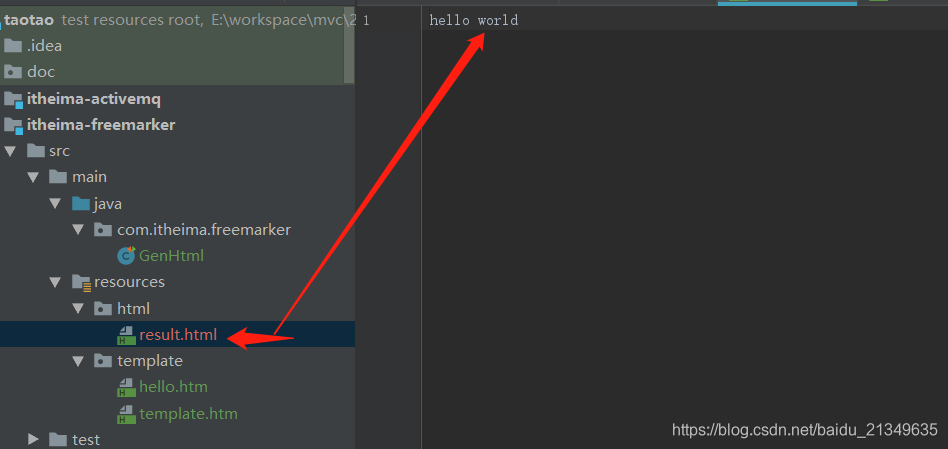 taotao test resources root, E:\workspace\mvc\2
.idea
doc
itheima-activemq
itheima-freemarker
src
main
java
com.itheima.freemarker
GenHtml
resources
html
result.html
template
hello.htm
template.htm
test
1 hello world
https://blog.csdn.net/baidu_21349635